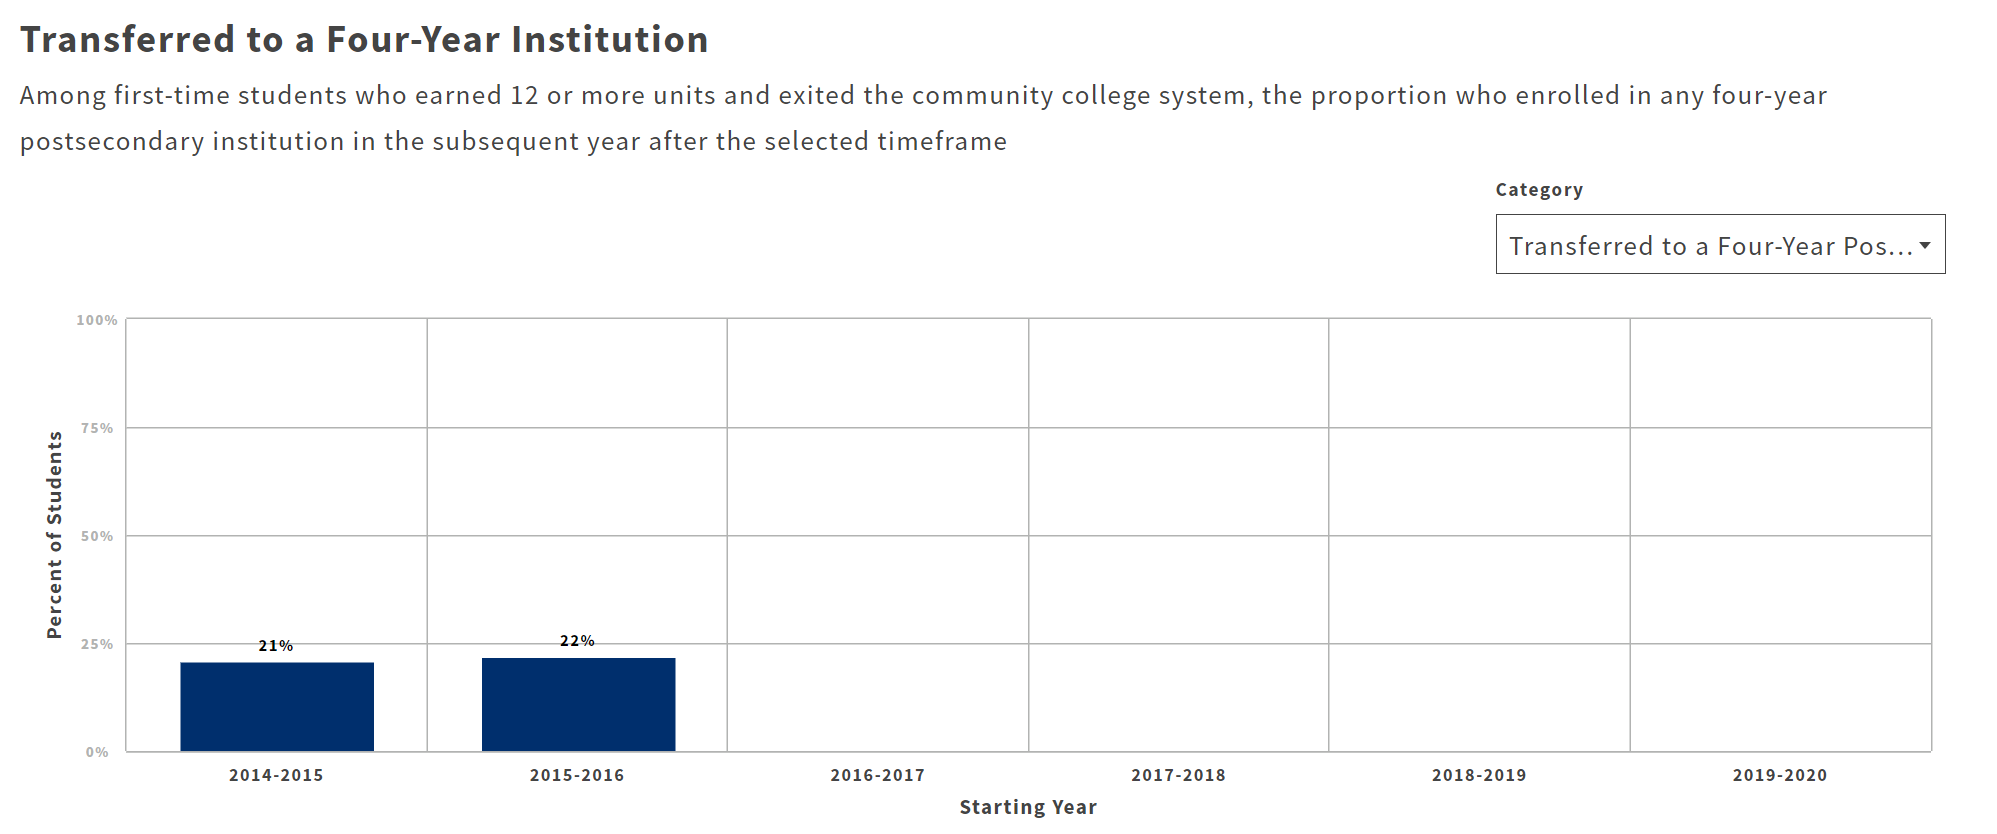 Transferred to a Four-Year Institution
Among first-time students who earned 12 or more units and exited the community college system, the proportion who enrolled in any four-year
postsecondary institution in the subsequent year after the selected timeframe
Category
Transferred to a Four-Year Pos...
100%
75%
50%
25%
0%
Percent of Students
21%
22%
2014-2015
2015-2016
2016-2017
2017-2018
2018-2019
2019-2020
Starting Year